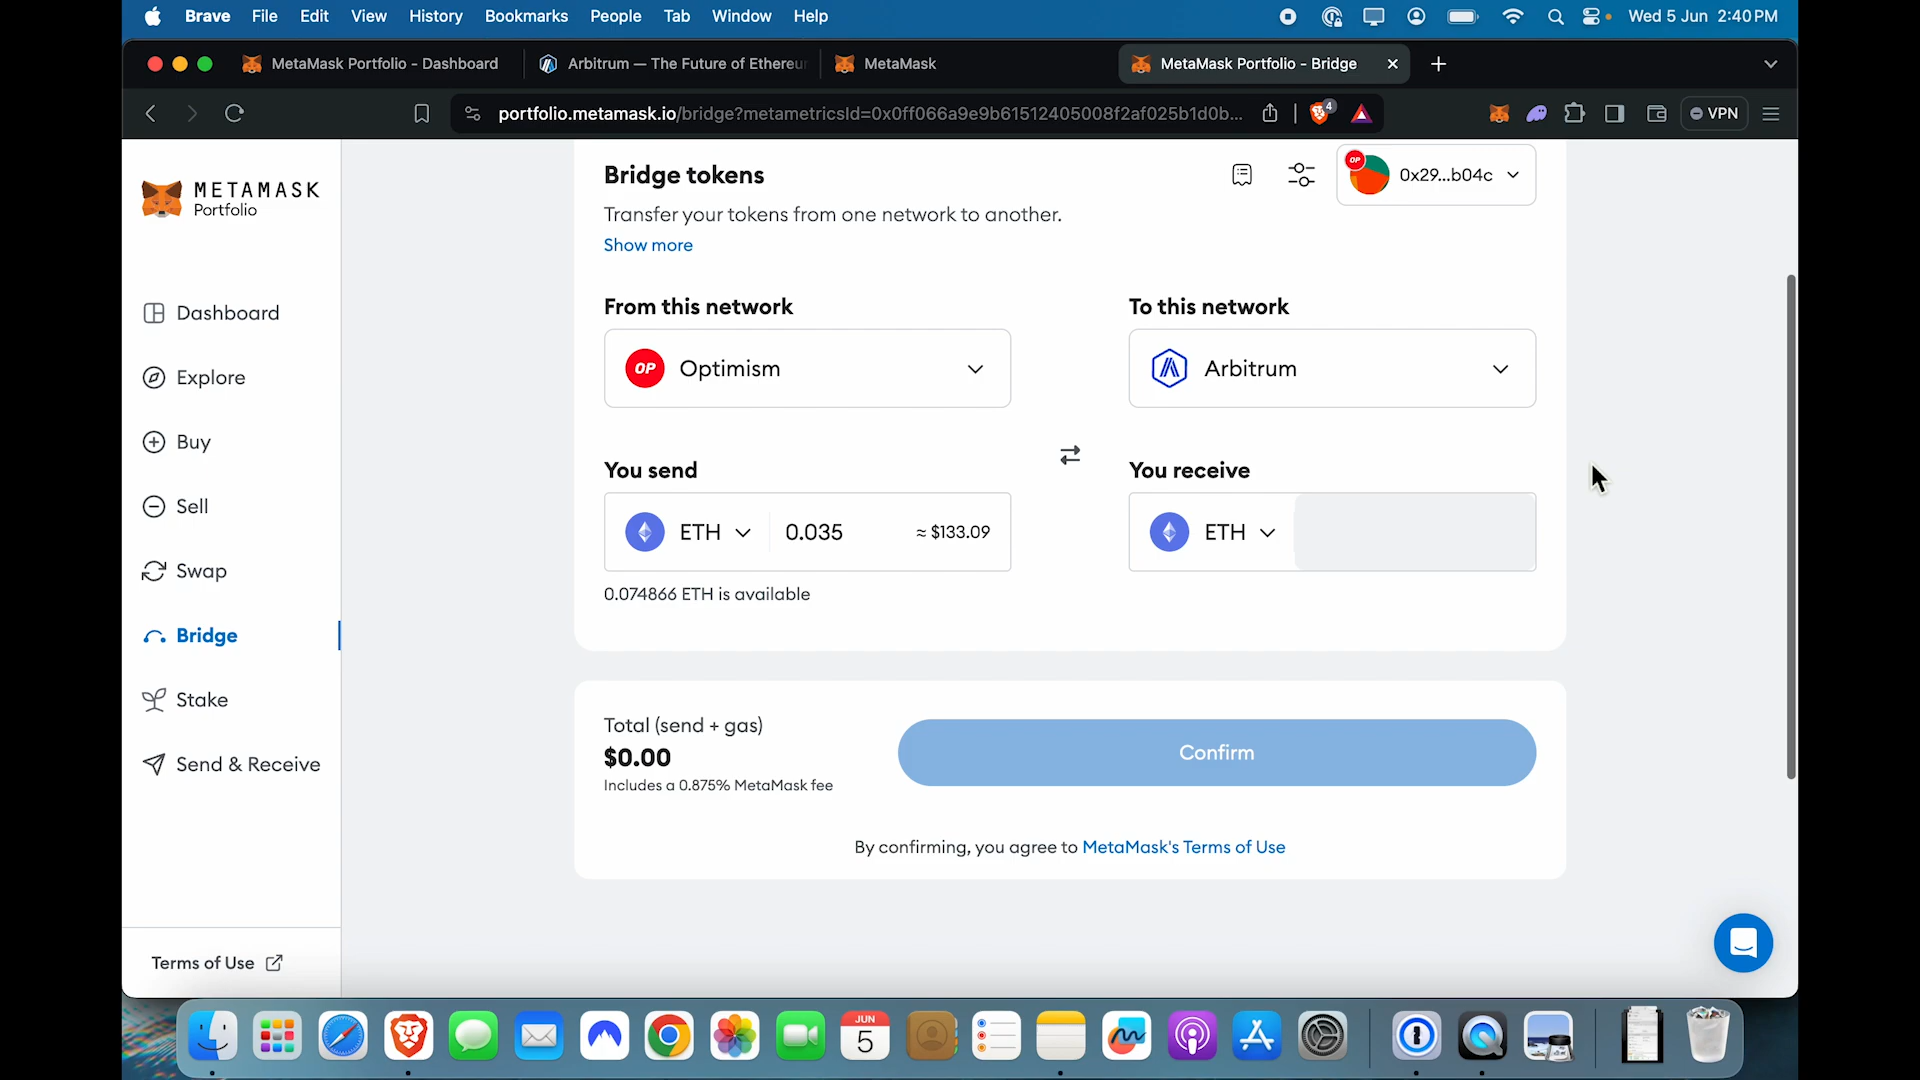 Brave File Edit View History Bookmarks People Tab Window Help
4
Wed 5 Jun 2:40 PM
MetaMask Portfolio - Dashboard
Arbitrum — The Future of Ethereu
MetaMask
MetaMask Portfolio - Bridge
portfolio.metamask.io/bridge?metametricsId=0x0ff066a9e9b61512405008f2af025b1d0b...
VPN
METAMASK
Portfolio
Dashboard
Explore
Buy
Sell
Swap
Bridge
Stake
Send & Receive
Terms of Use
Bridge tokens
OP
0x29...b04c
Transfer your tokens from one network to another.
Show more
From this network
To this network
OP Optimism
Arbitrum
You send
You receive
ETH 0.035 ≈ $133.09
ETH
0.074866 ETH is available
Total (send + gas)
$0.00
Includes a 0.875% MetaMask fee
Confirm
By confirming, you agree to MetaMask's Terms of Use
JUN
5